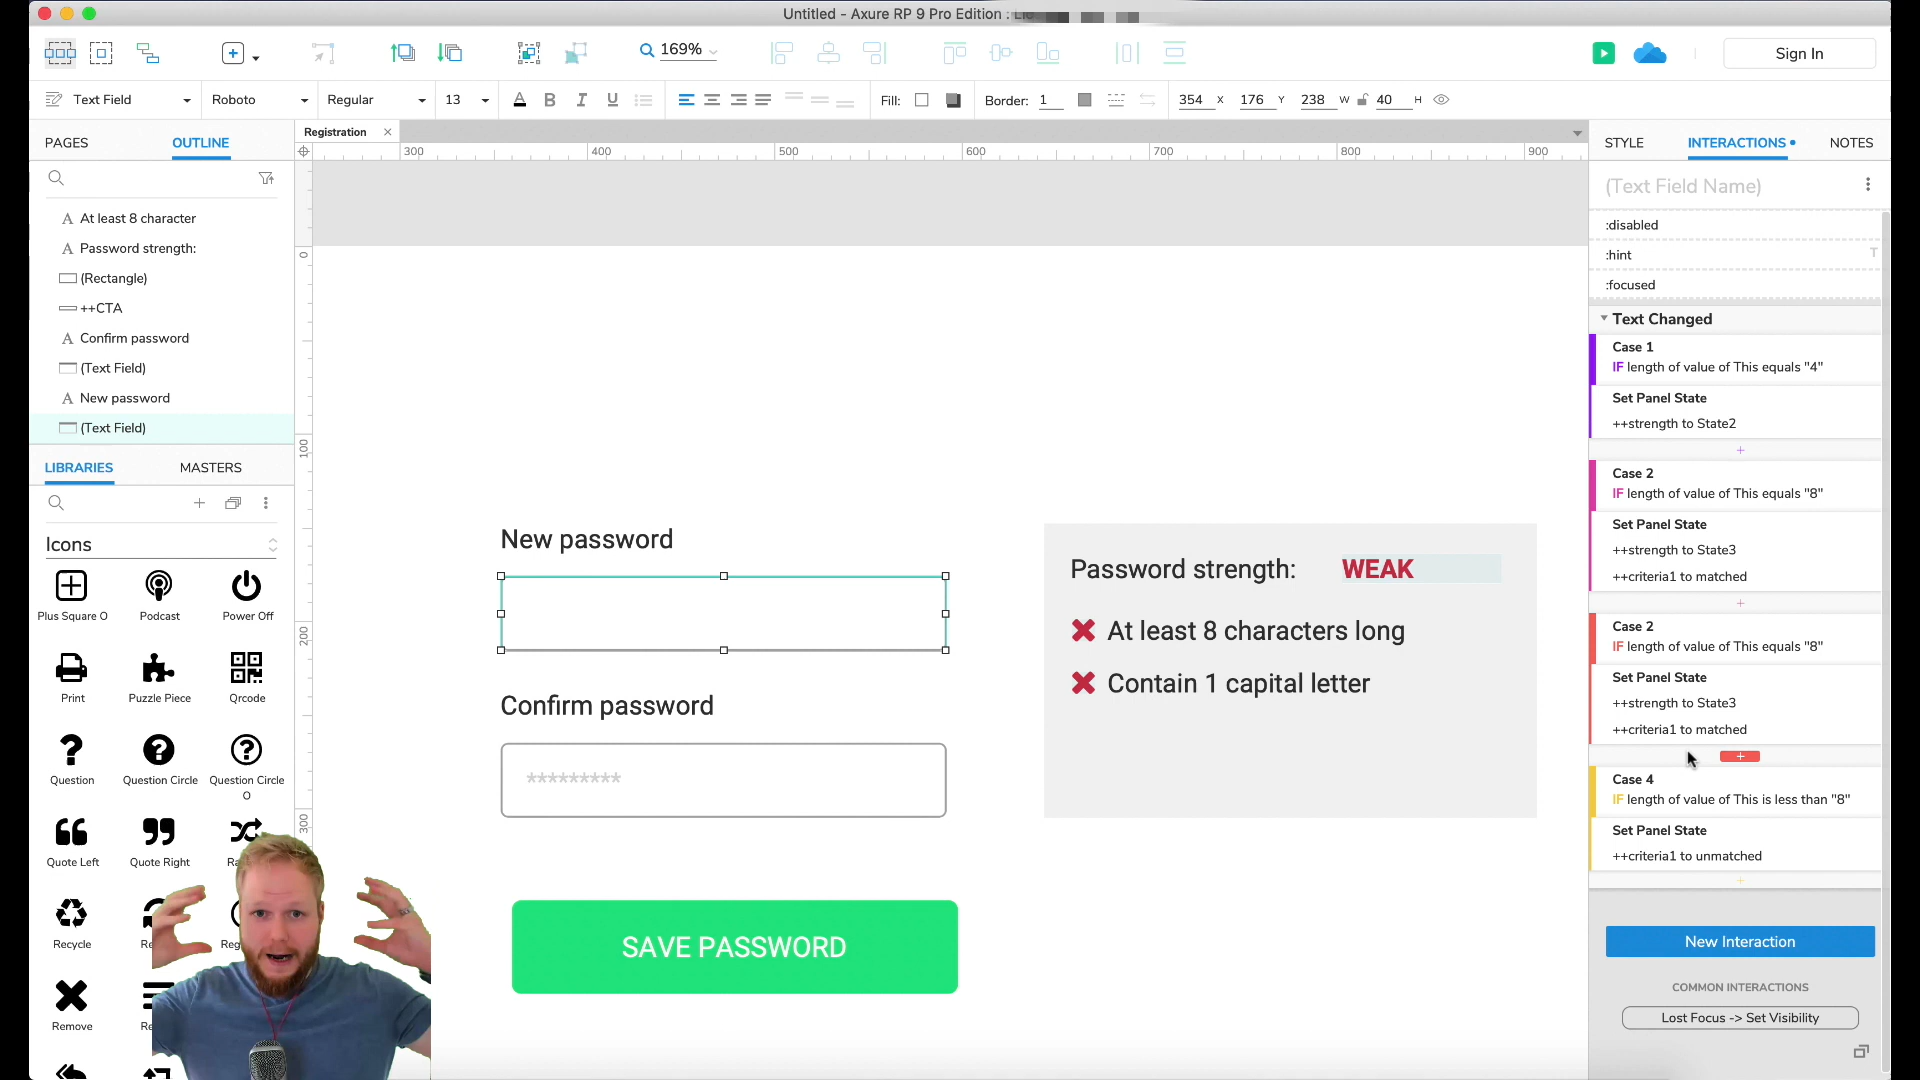 Untitled - Axure RP 9 Pro Edition :
169%
Sign In
Text Field
Roboto
Regular
13
A
B
I
U
Fill:
Border:
1
354 X
176 Y
238 W
40 H
PAGES
OUTLINE
Registration
STYLE
INTERACTIONS
NOTES
300
400
500
600
700
800
900
0
100
200
300
A At least 8 character
A Password strength:
(Rectangle)
++CTA
A Confirm password
(Text Field)
A New password
(Text Field)
LIBRARIES
MASTERS
Icons
Plus Square O
Podcast
Power Off
Print
Puzzle Piece
Qrcode
Question
Question Circle
Question Circle
O
Quote Left
Quote Right
Recycle
Remove
New password
Confirm password
*********
SAVE PASSWORD
Password strength:
WEAK
At least 8 characters long
Contain 1 capital letter
(Text Field Name)
:disabled
:hint
T
:focused
Text Changed
Case 1
IF length of value of This equals "4"
Set Panel State
++strength to State2
Case 2
IF length of value of This equals "8"
Set Panel State
++strength to State3
++criteria1 to matched
Case 2
IF length of value of This equals "8"
Set Panel State
++strength to State3
++criteria1 to matched
Case 4
IF length of value of This is less than "8"
Set Panel State
++criteria1 to unmatched
New Interaction
COMMON INTERACTIONS
Lost Focus -> Set Visibility